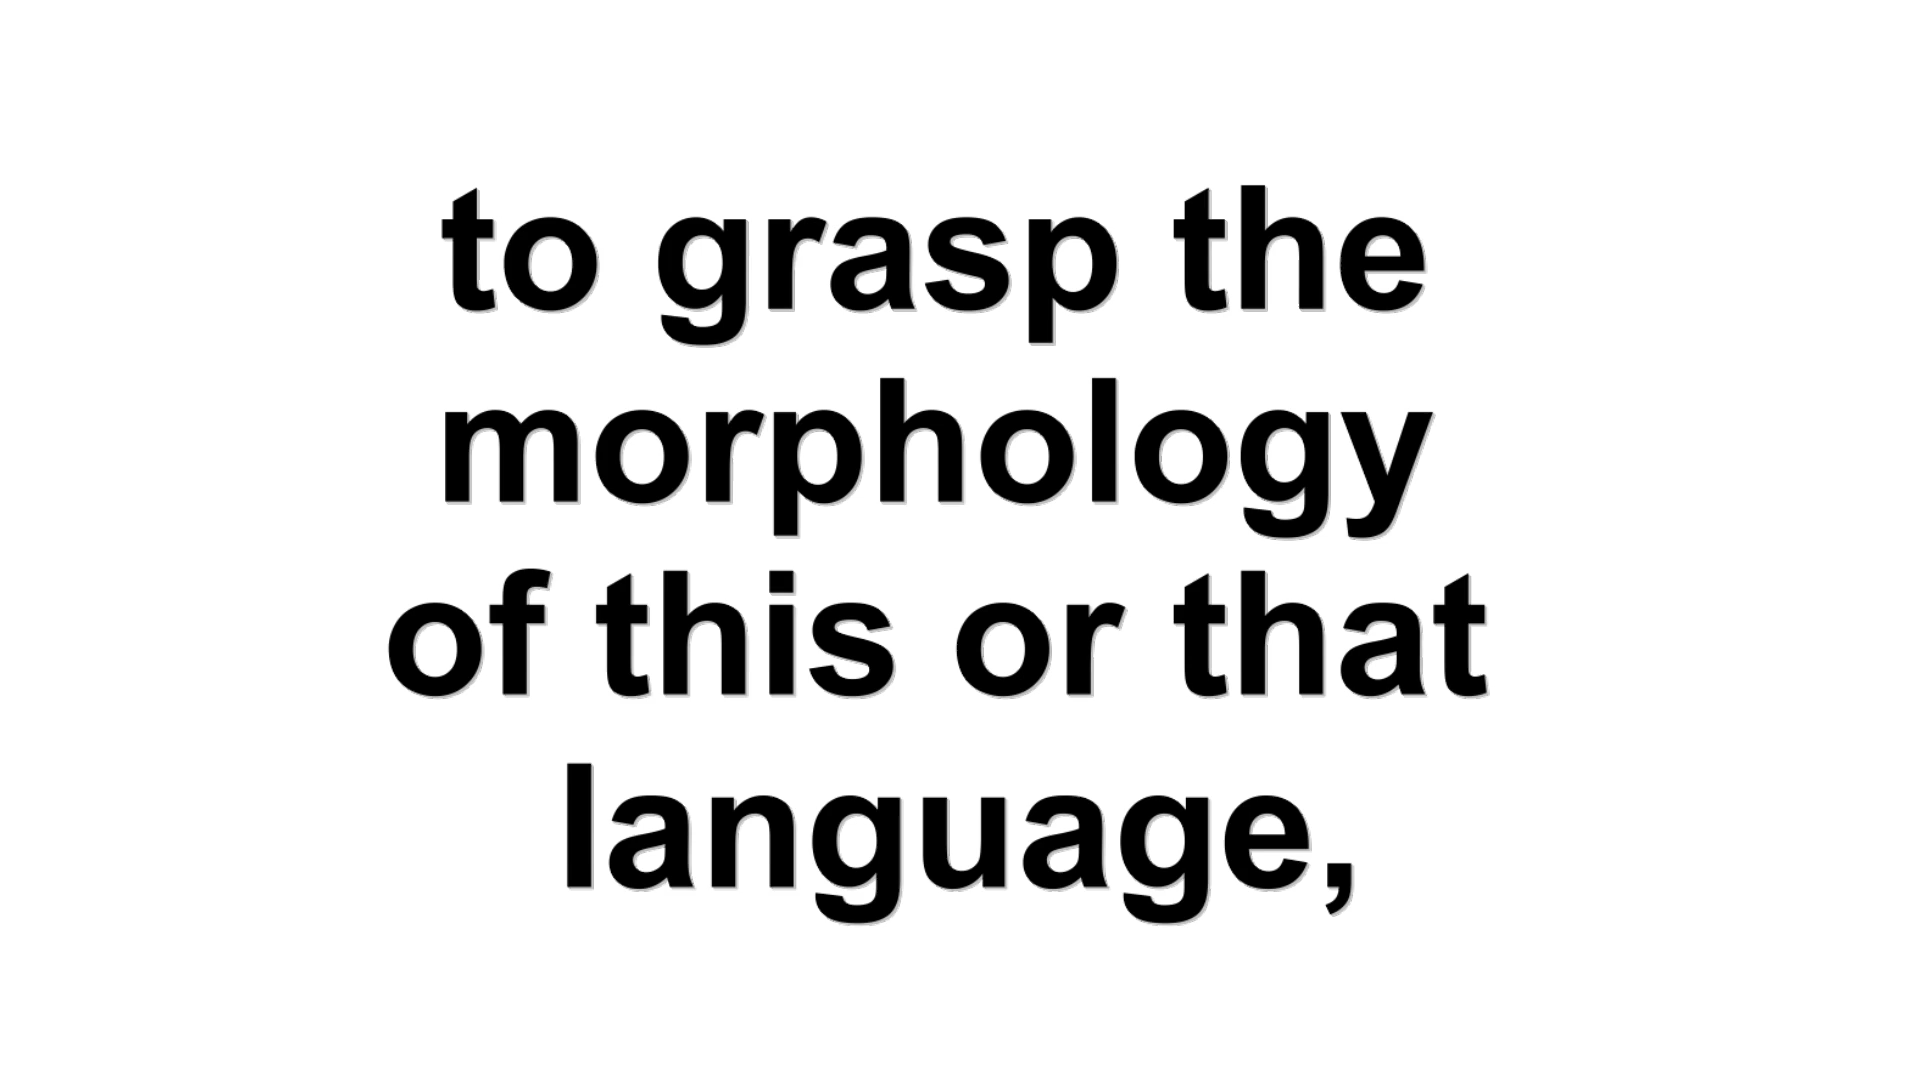 to grasp the
morphology
of this or that
language,